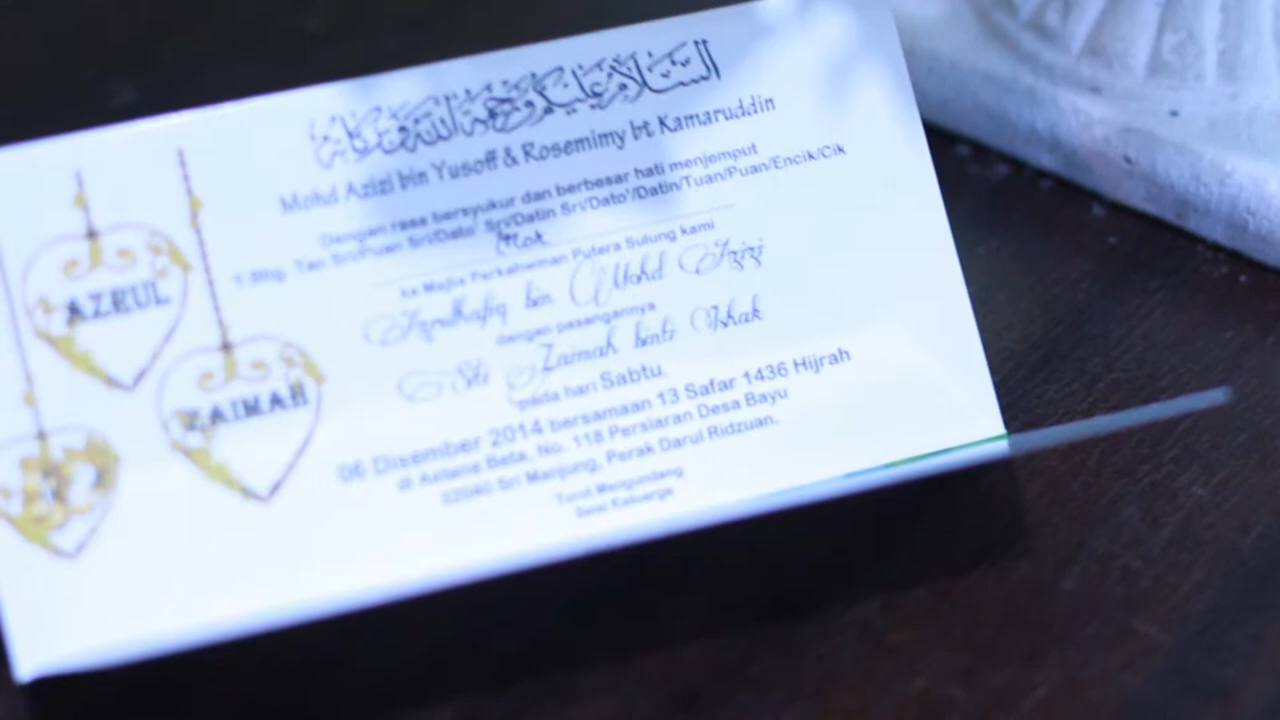 السلام عليكم ورحمة الله وبركاته
Mohd Azizi bin Yusoff & Rosemimy bt Kamaruddin
Dengan rasa bersyukur dan berbesar hati menjemput
Y.Bhg. Tan Sri/Puan Sri/Dato' Sri/Datin Sri/Dato'/Datin/Tuan/Puan/Encik/Cik
ke Majlis Perkahwinan Putera Sulung kami
bin Mohd Azizi
dengan pasangannya
Siti Zaimah binti Ishak
pada hari Sabtu
06 Disember 2014 bersamaan 13 Safar 1436 Hijrah
di Astana Beta. No. 118 Persiaran Desa Bayu
32040 Sri Manjung, Perak Darul Ridzuan.
Turut Mengundang
Seisi Keluarga
AZRUL
ZAIMAH